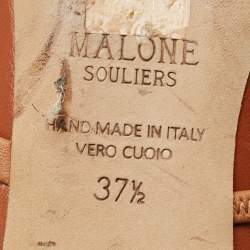 MALONE
SOULIERS
HAND MADE IN ITALY
VERO CUOIO
37½